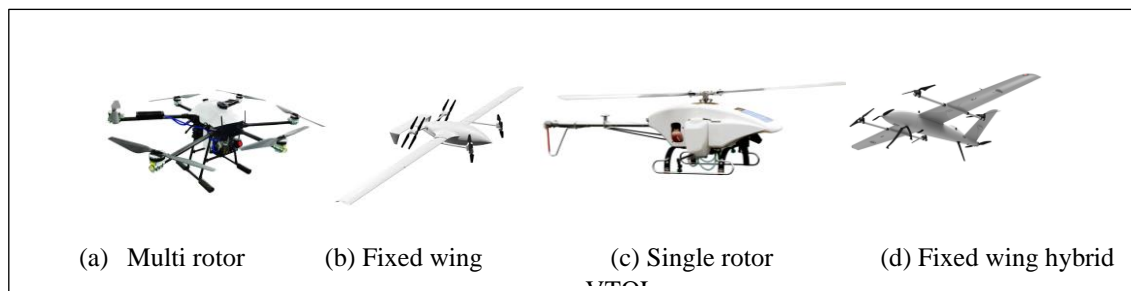 (a) Multi rotor (b) Fixed wing (c) Single rotor (d) Fixed wing hybrid
VTOL